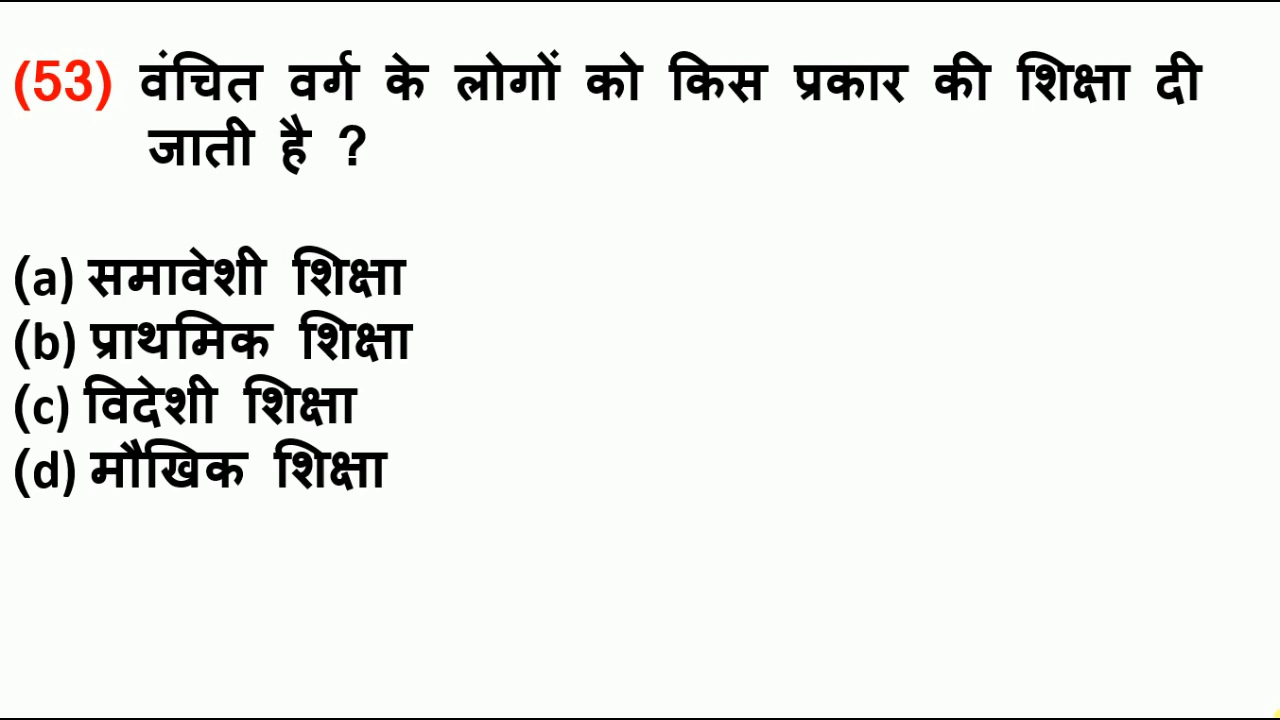 (53) वंचित वर्ग के लोगों को किस प्रकार की शिक्षा दी
जाती है ?
(a) समावेशी शिक्षा
(b) प्राथमिक शिक्षा
(c) विदेशी शिक्षा
(d) मौखिक शिक्षा